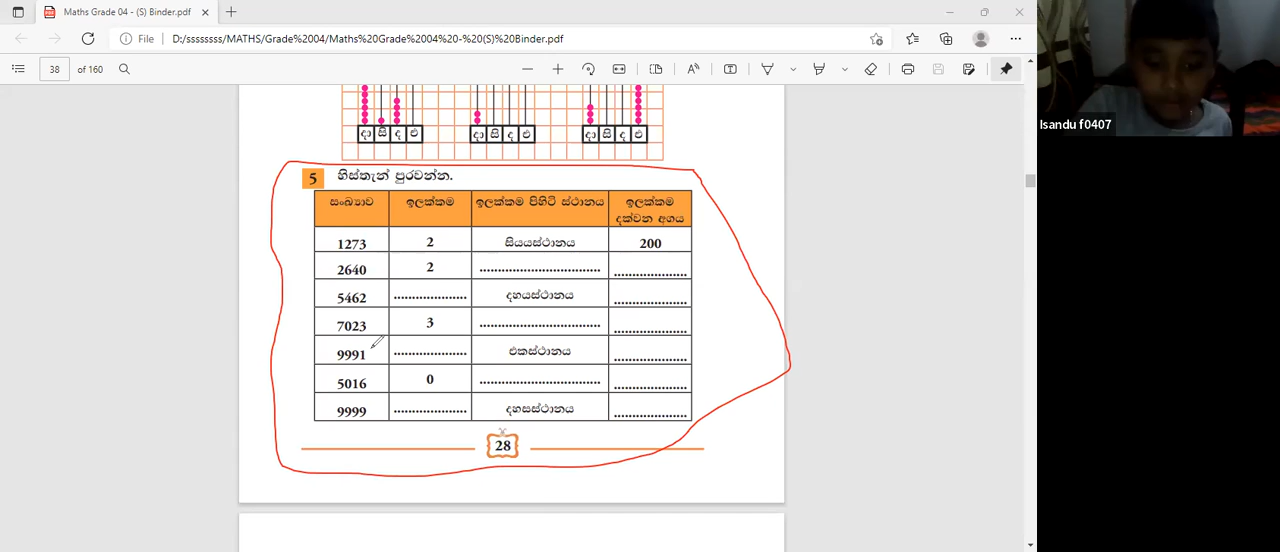 Maths Grade 04 - (S) Binder.pdf
File D:/ssssssss/MATHS/Grade%2004/Maths%20Grade%2004%20-%20(S)%20Binder.pdf
38 of 160
Isandu f0407
දා සි ද එ දා සි ද එ දා සි ද එ
5 හිස්තැන් පුරවන්න.
සංඛ්‍යාව ඉලක්කම ඉලක්කම පිහිටි ස්ථානය ඉලක්කම දක්වන අගය
1273 2 සියයස්ථානය 200
2640 2 .............................. ....................
5462 .................... දහයස්ථානය ....................
7023 3 .............................. ....................
9991 .................... එකස්ථානය ....................
5016 0 .............................. ....................
9999 .................... දහසස්ථානය ....................
28